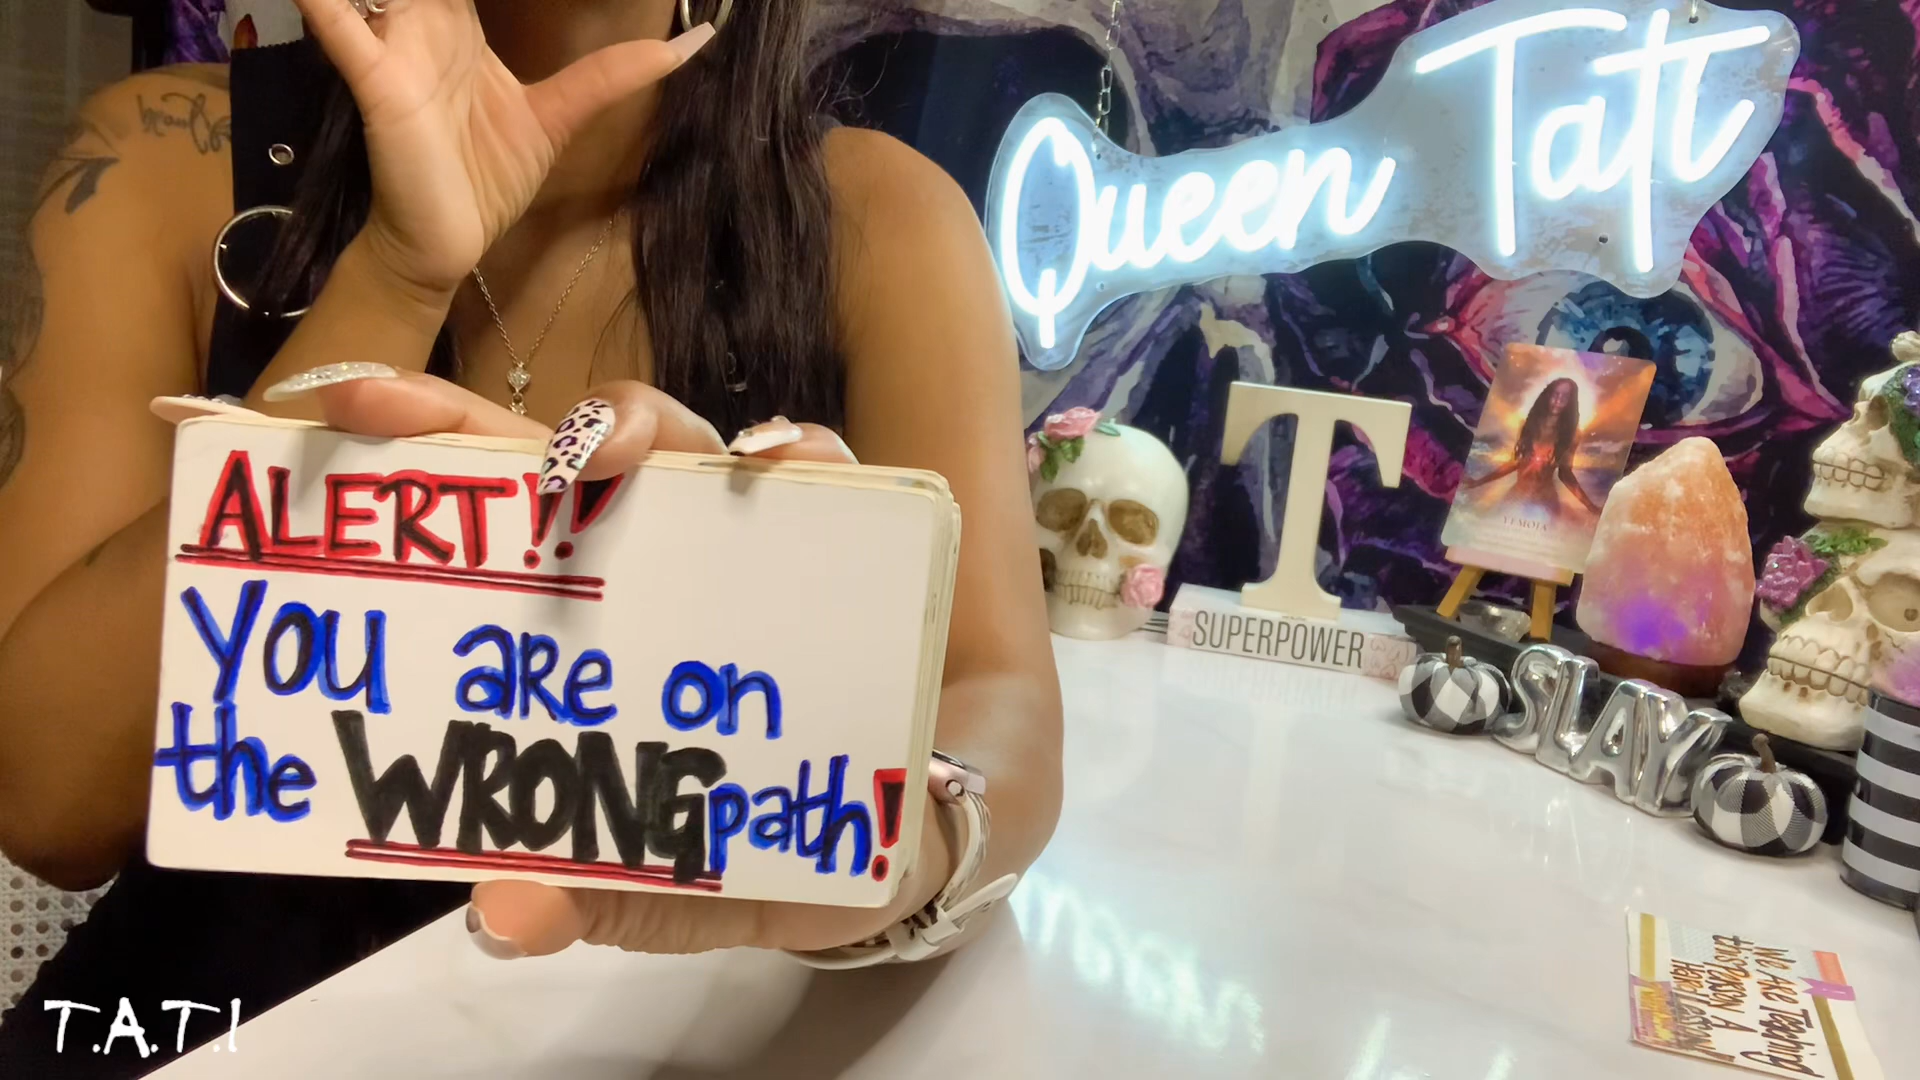 Queen Tati
ALERT!!
You are on
the WRONG path!
T
SUPERPOWER
YEMOJA
SLAY
We Are Teaching
this person A
Hard Lesson
T.A.T.I